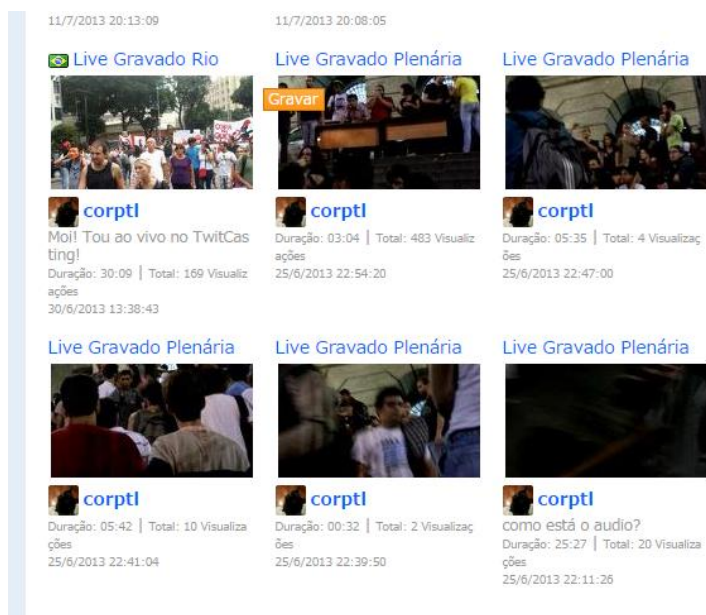 11/7/2013 20:13:09
11/7/2013 20:08:05
Live Gravado Rio
Gravar
corptl
Moi! Tou ao vivo no TwitCas
ting!
Duração: 30:09 | Total: 169 Visualiz
ações
30/6/2013 13:38:43
Live Gravado Plenária
corptl
Duração: 03:04 | Total: 483 Visualiz
ações
25/6/2013 22:54:20
Live Gravado Plenária
corptl
Duração: 05:35 | Total: 4 Visualizaç
ões
25/6/2013 22:47:00
Live Gravado Plenária
corptl
Duração: 05:42 | Total: 10 Visualiza
ções
25/6/2013 22:41:04
Live Gravado Plenária
corptl
Duração: 00:32 | Total: 2 Visualizaç
ões
25/6/2013 22:39:50
Live Gravado Plenária
corptl
como está o audio?
Duração: 25:27 | Total: 20 Visualiza
ções
25/6/2013 22:11:26